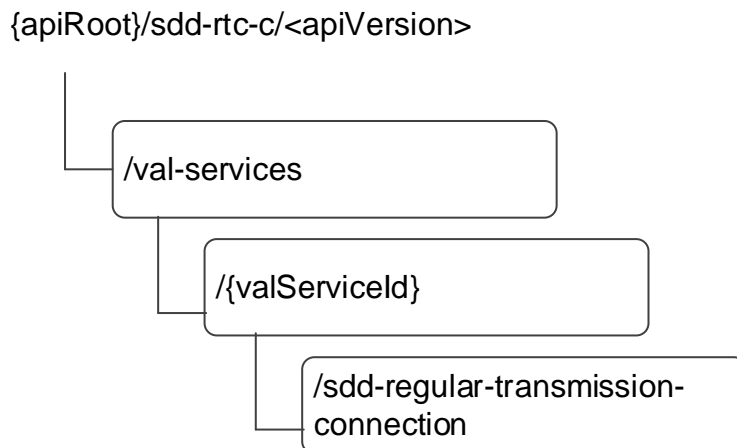 {apiRoot}/sdd-rtc-c/<apiVersion>
/val-services
/{valServiceId}
/sdd-regular-transmission-
connection